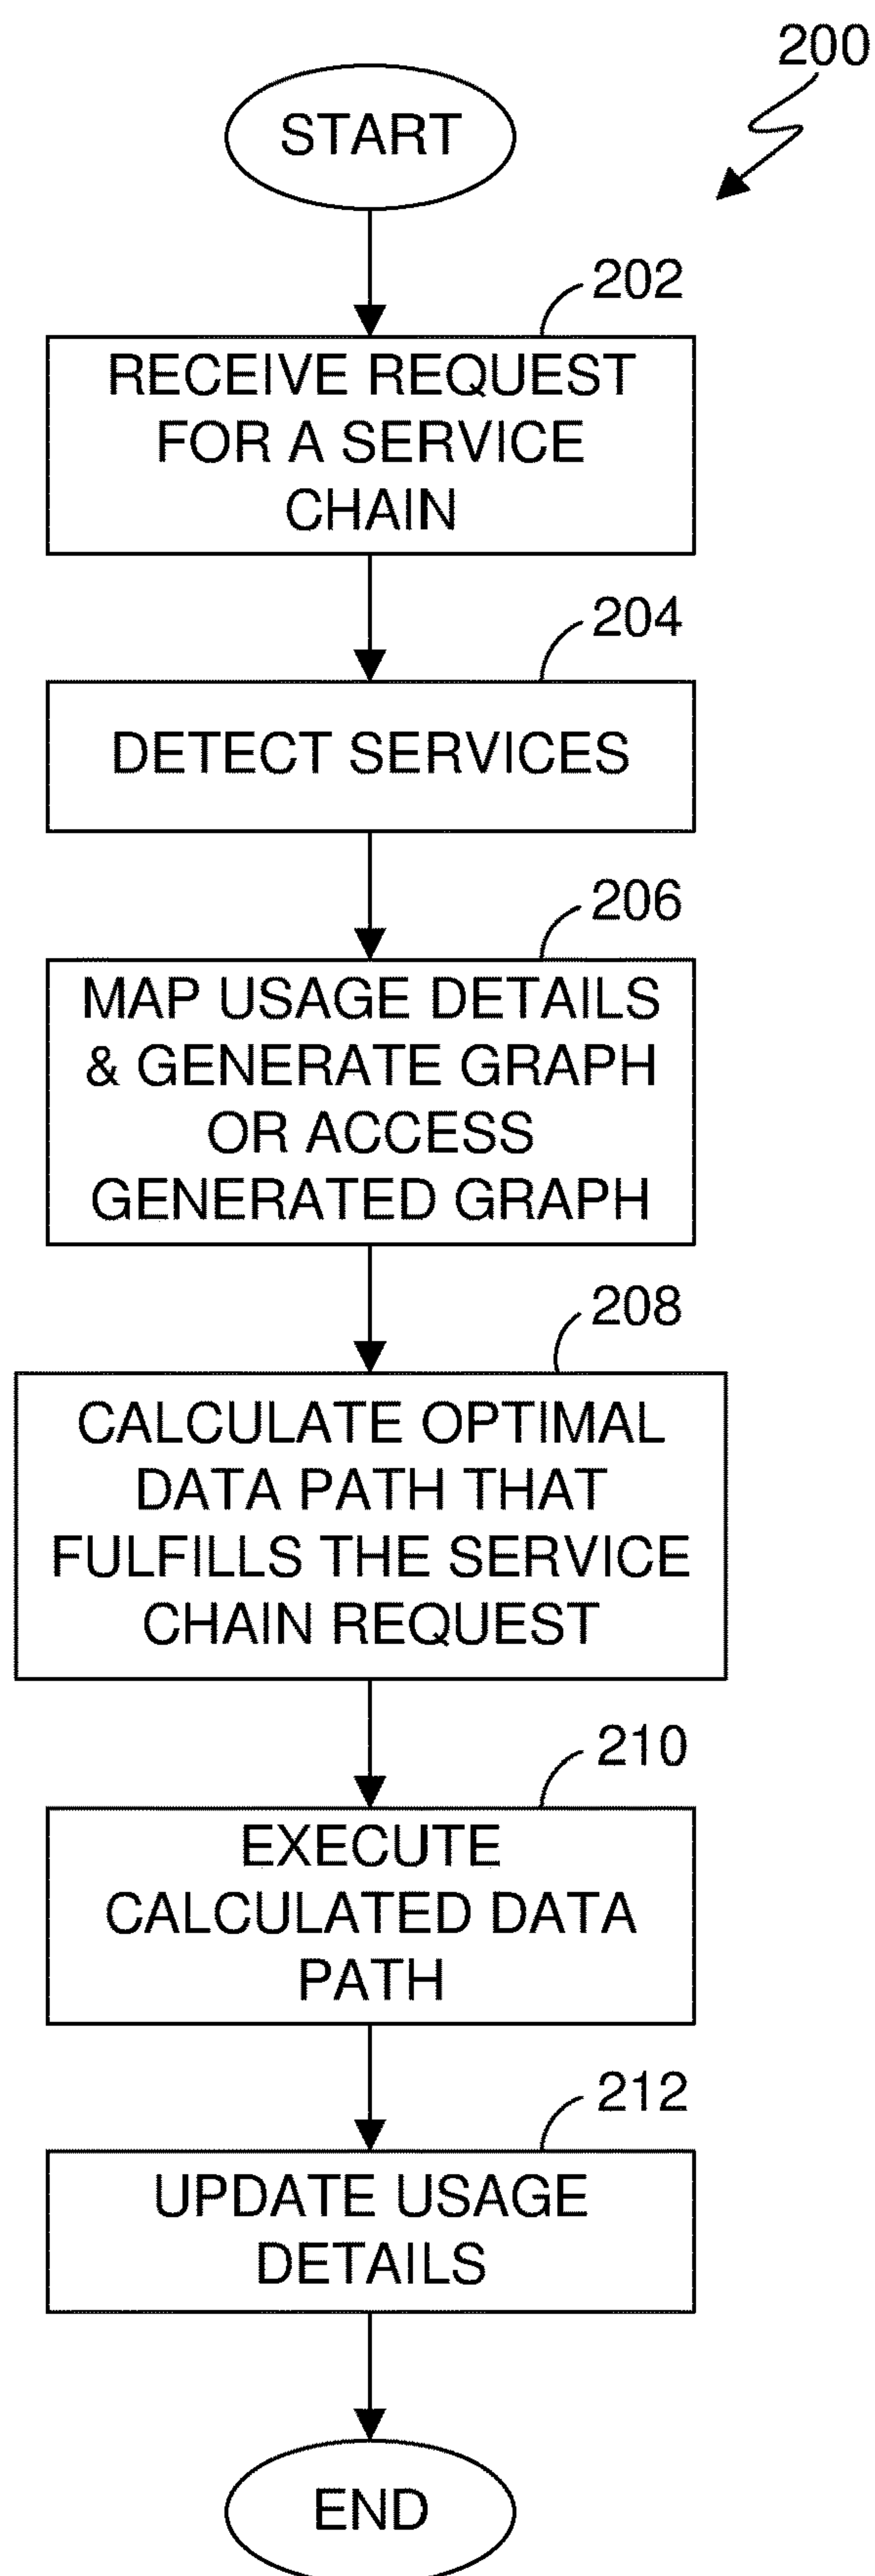 200
START
202
RECEIVE REQUEST
FOR A SERVICE
CHAIN
204
DETECT SERVICES
206
MAP USAGE DETAILS
& GENERATE GRAPH
OR ACCESS
GENERATED GRAPH
208
CALCULATE OPTIMAL
DATA PATH THAT
FULFILLS THE SERVICE
CHAIN REQUEST
210
EXECUTE
CALCULATED DATA
PATH
212
UPDATE USAGE
DETAILS
END